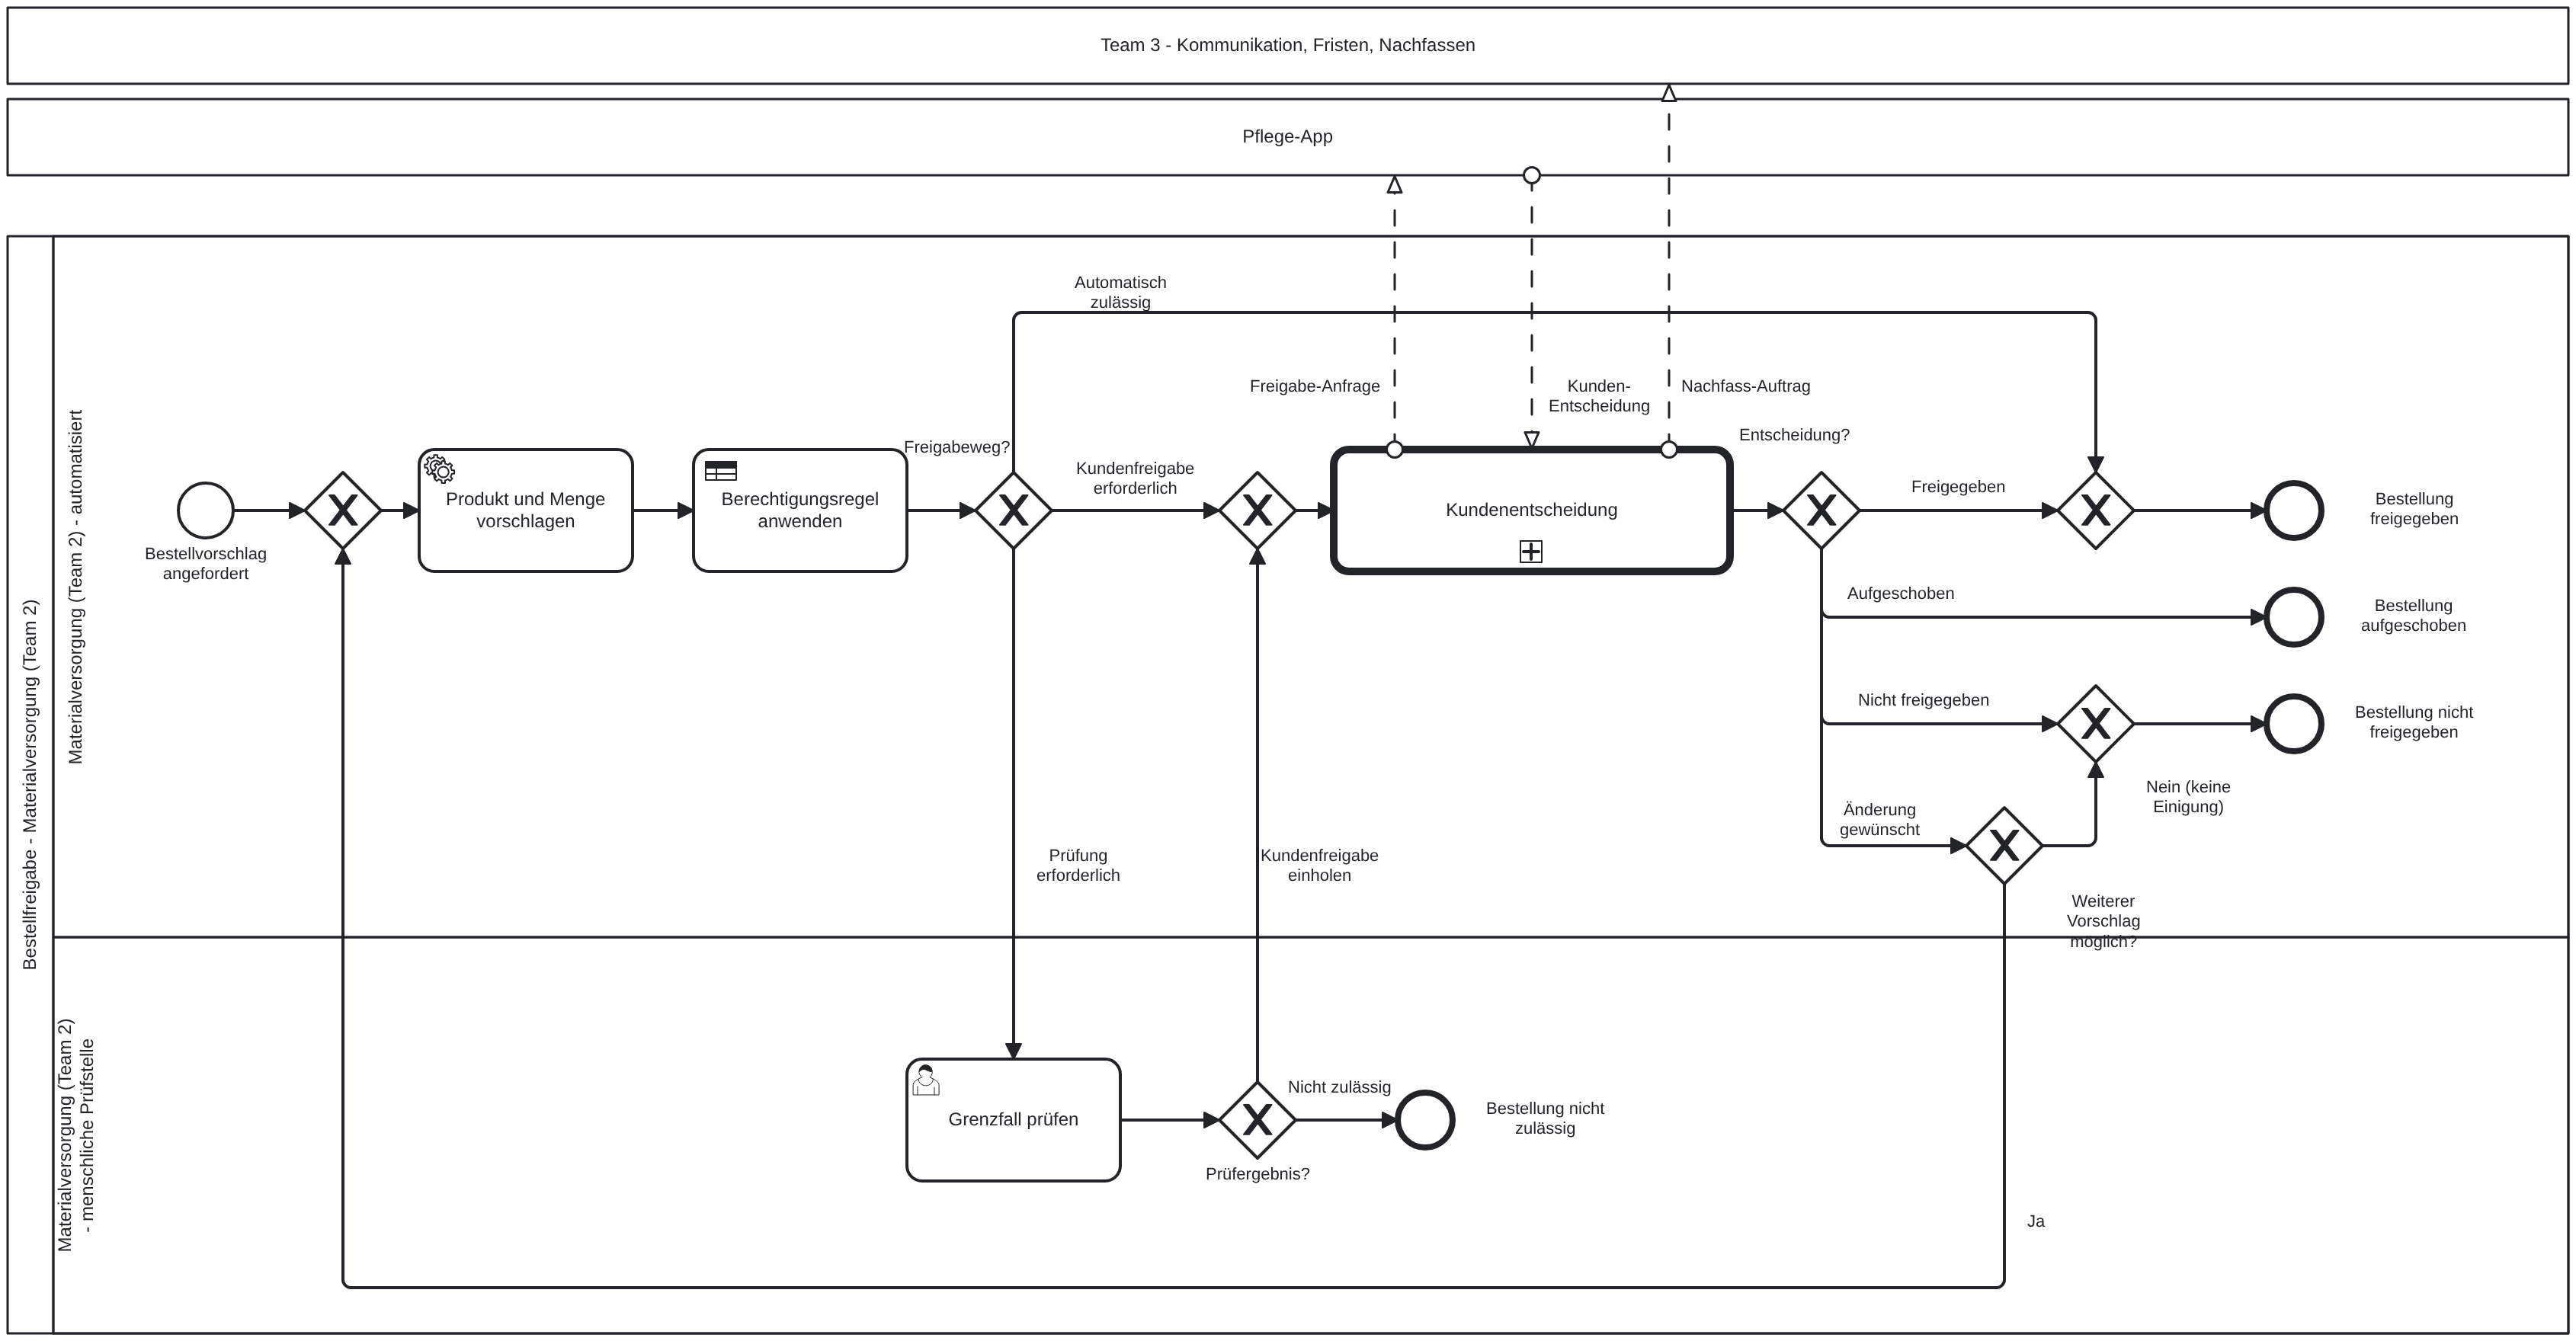 Team 3 - Kommunikation, Fristen, Nachfassen
Pflege-App
Bestellfreigabe - Materialversorgung (Team 2)
Materialversorgung (Team 2) - automatisiert
Automatisch
zulässig
Freigabe-Anfrage
Kunden-
Entscheidung
Nachfass-Auftrag
Bestellvorschlag
angefordert
Produkt und Menge
vorschlagen
Berechtigungsregel
anwenden
Freigabeweg?
Kundenfreigabe
erforderlich
Kundenentscheidung
Entscheidung?
Freigegeben
Bestellung
freigegeben
Aufgeschoben
Bestellung
aufgeschoben
Nicht freigegeben
Bestellung nicht
freigegeben
Änderung
gewünscht
Nein (keine
Einigung)
Weiterer
Vorschlag
möglich?
Prüfung
erforderlich
Kundenfreigabe
einholen
Materialversorgung (Team 2)
- menschliche Prüfstelle
Grenzfall prüfen
Prüfergebnis?
Nicht zulässig
Bestellung nicht
zulässig
Ja